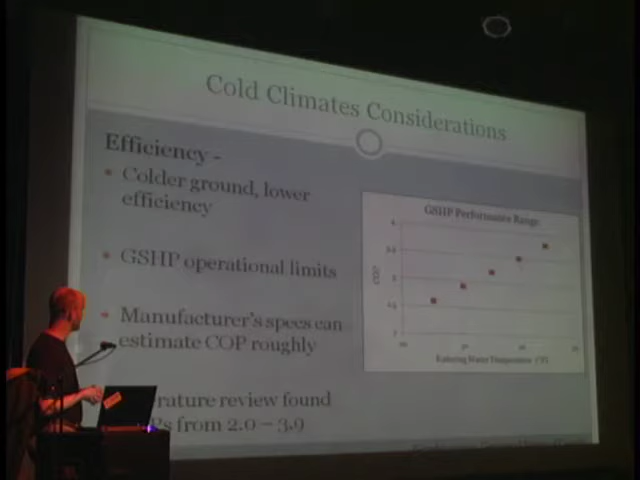 Cold Climates Considerations
Efficiency -
• Colder ground, lower
efficiency
• GSHP operational limits
• Manufacturer's specs can
estimate COP roughly
rature review found
from 2.0 – 3.9
GSHP Performance Range
COP
Entering Water Temperature